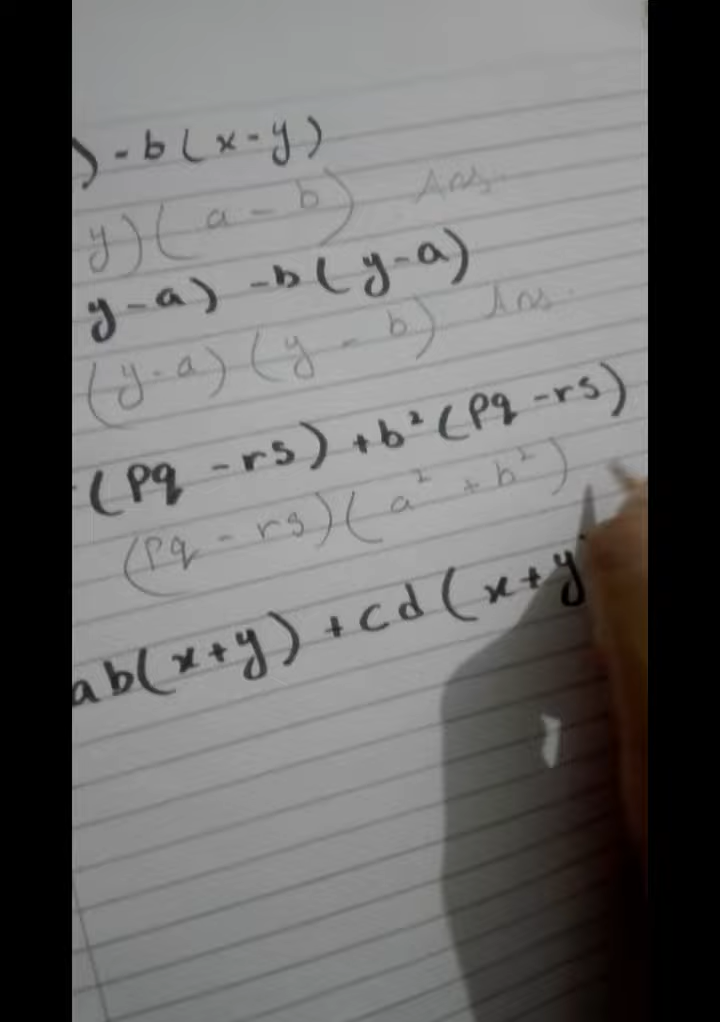 ) - b ( x - y )
y) ( a - b ) Ans.
y - a ) - b ( y - a )
(y - a) (y - b) Ans.
(pq - rs) + b² (pq - rs)
(pq - rs) (a² + b²)
ab(x+y) + cd (x+y